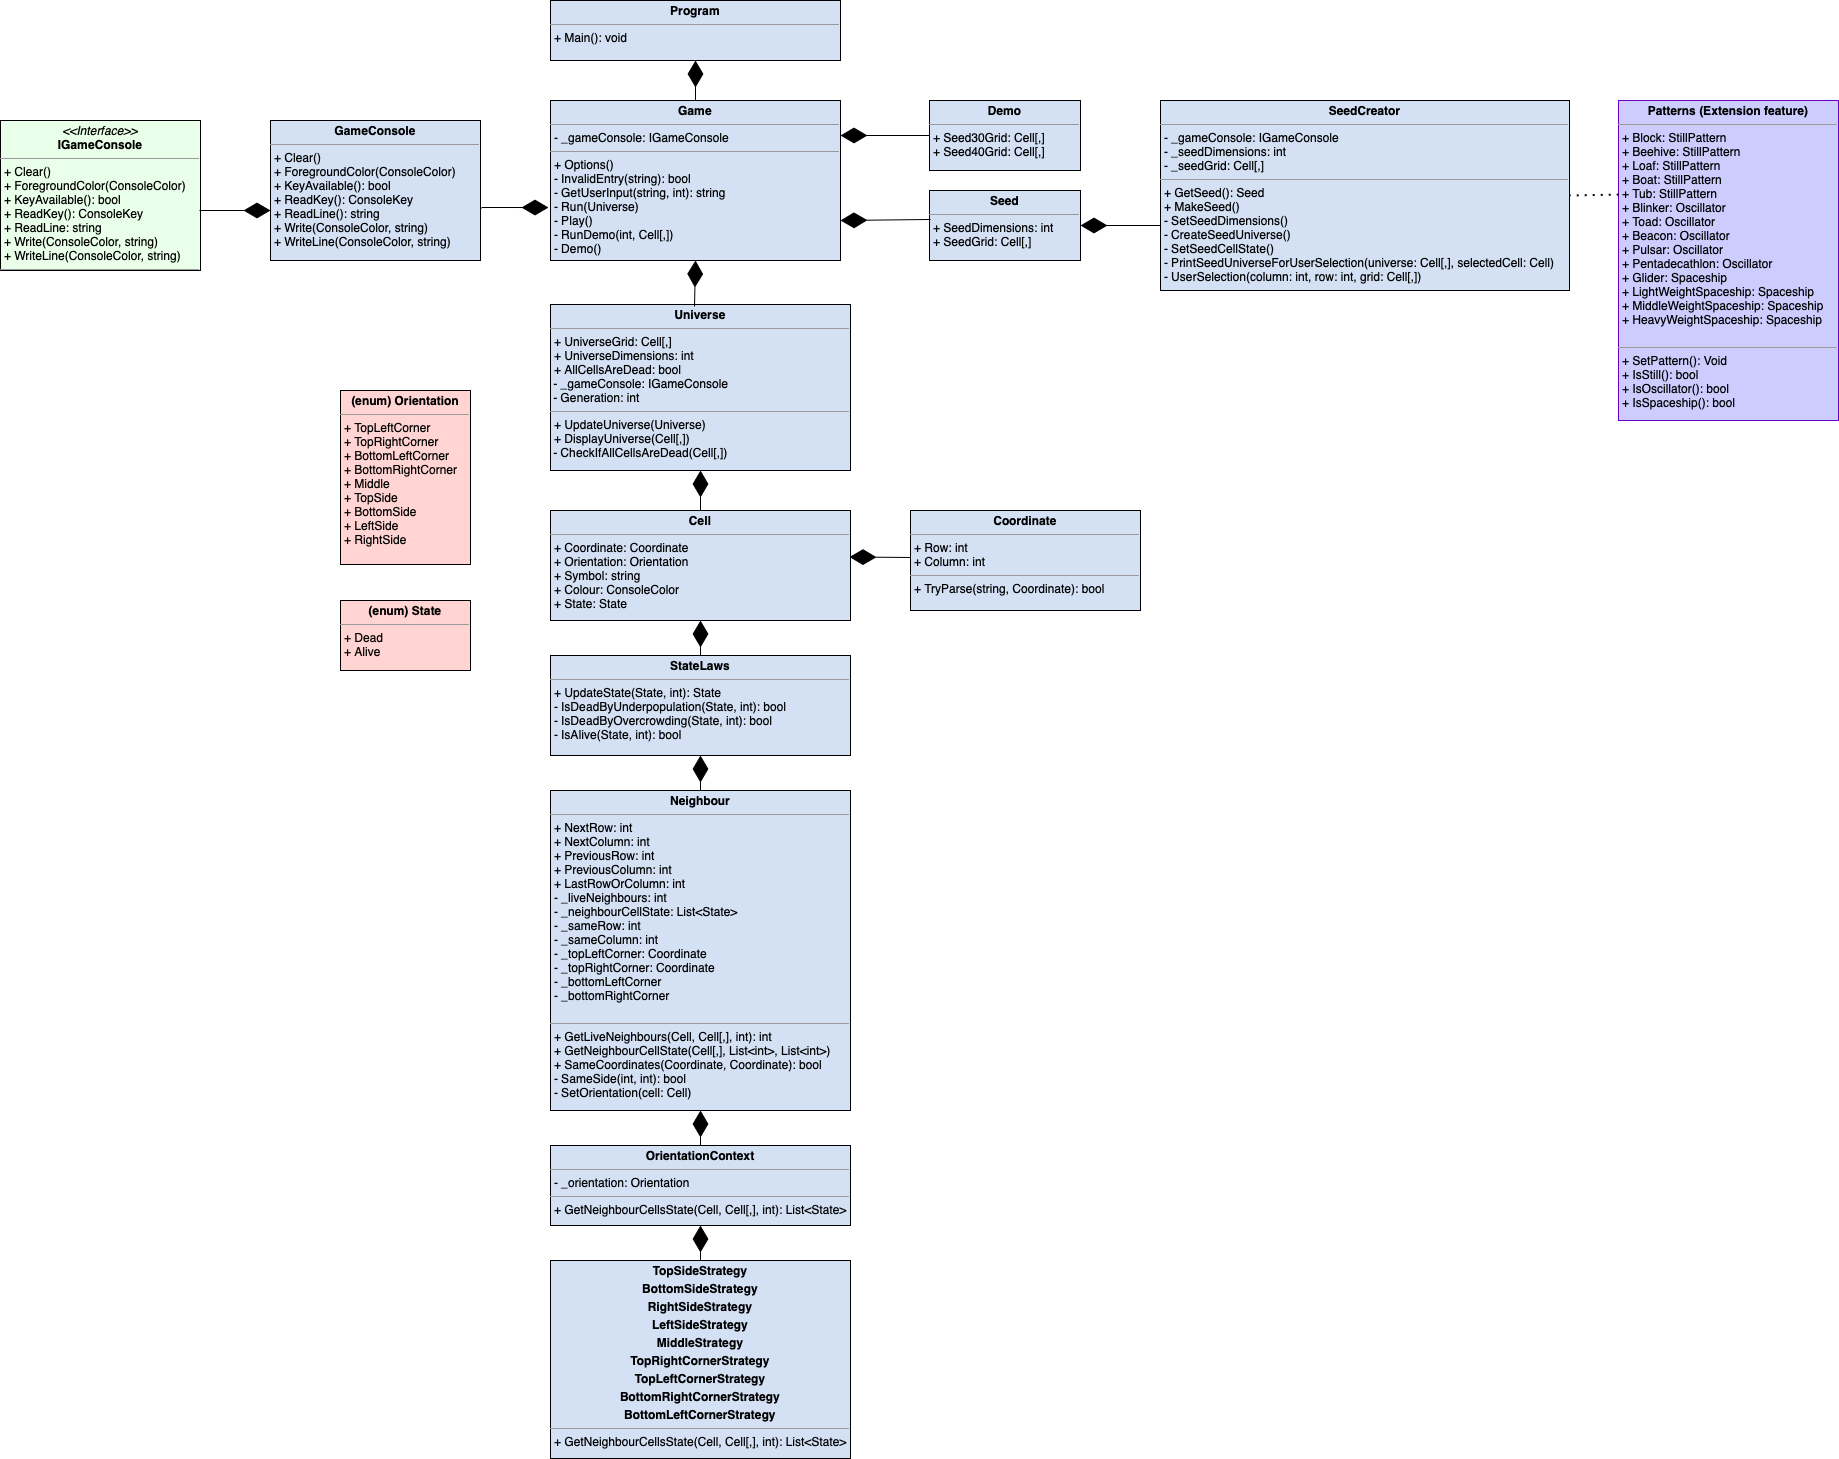 Program
+ Main(): void
<<Interface>>
IGameConsole
+ Clear()
+ ForegroundColor(ConsoleColor)
+ KeyAvailable(): bool
+ ReadKey(): ConsoleKey
+ ReadLine: string
+ Write(ConsoleColor, string)
+ WriteLine(ConsoleColor, string)
GameConsole
+ Clear()
+ ForegroundColor(ConsoleColor)
+ KeyAvailable(): bool
+ ReadKey: ConsoleKey
+ ReadLine(): string
+ Write(ConsoleColor, string)
+ WriteLine(ConsoleColor, string)
Game
- _gameConsole: IGameConsole
+ Options()
- InvalidEntry(string): bool
- GetUserInput(string, int): string
- Run(Universe)
- Play()
- RunDemo(int, Cell[,])
- Demo()
Demo
+ Seed30Grid: Cell[,]
+ Seed40Grid: Cell[,]
Seed
+ SeedDimensions: int
+ SeedGrid: Cell[,]
SeedCreator
- _gameConsole: IGameConsole
- _seedDimensions: int
- _seedGrid: Cell[,]
+ GetSeed(): Seed
+ MakeSeed()
- SetSeedDimensions()
- CreateSeedUniverse()
- SetSeedCellState()
- PrintSeedUniverseForUserSelection(universe: Cell[,], selectedCell: Cell)
- UserSelection(column: int, row: int, grid: Cell[,])
Patterns (Extension feature)
+ Block: StillPattern
+ Beehive: StillPattern
+ Loaf: StillPattern
+ Boat: StillPattern
+ Tub: StillPattern
+ Blinker: Oscillator
+ Toad: Oscillator
+ Beacon: Oscillator
+ Pulsar: Oscillator
+ Pentadecathlon: Oscillator
+ Glider: Spaceship
+ LightWeightSpaceship: Spaceship
+ MiddleWeightSpaceship: Spaceship
+ HeavyWeightSpaceship: Spaceship
+ SetPattern(): Void
+ IsStill(): bool
+ IsOscillator(): bool
+ IsSpaceship(): bool
Universe
+ UniverseGrid: Cell[,]
+ UniverseDimensions: int
+ AllCellsAreDead: bool
- _gameConsole: IGameConsole
- Generation: int
+ UpdateUniverse(Universe)
+ DisplayUniverse(Cell[,])
- CheckIfAllCellsAreDead(Cell[,])
(enum) Orientation
+ TopLeftCorner
+ TopRightCorner
+ BottomLeftCorner
+ BottomRightCorner
+ Middle
+ TopSide
+ BottomSide
+ LeftSide
+ RightSide
(enum) State
+ Dead
+ Alive
Cell
+ Coordinate: Coordinate
+ Orientation: Orientation
+ Symbol: string
+ Colour: ConsoleColor
+ State: State
Coordinate
+ Row: int
+ Column: int
+ TryParse(string, Coordinate): bool
StateLaws
+ UpdateState(State, int): State
- IsDeadByUnderpopulation(State, int): bool
- IsDeadByOvercrowding(State, int): bool
- IsAlive(State, int): bool
Neighbour
+ NextRow: int
+ NextColumn: int
+ PreviousRow: int
+ PreviousColumn: int
+ LastRowOrColumn: int
- _liveNeighbours: int
- _neighbourCellState: List<State>
- _sameRow: int
- _sameColumn: int
- _topLeftCorner: Coordinate
- _topRightCorner: Coordinate
- _bottomLeftCorner
- _bottomRightCorner
+ GetLiveNeighbours(Cell, Cell[,], int): int
+ GetNeighbourCellState(Cell[,], List<int>, List<int>)
+ SameCoordinates(Coordinate, Coordinate): bool
- SameSide(int, int): bool
- SetOrientation(cell: Cell)
OrientationContext
- _orientation: Orientation
+ GetNeighbourCellsState(Cell, Cell[,], int): List<State>
TopSideStrategy
BottomSideStrategy
RightSideStrategy
LeftSideStrategy
MiddleStrategy
TopRightCornerStrategy
TopLeftCornerStrategy
BottomRightCornerStrategy
BottomLeftCornerStrategy
+ GetNeighbourCellsState(Cell, Cell[,], int): List<State>